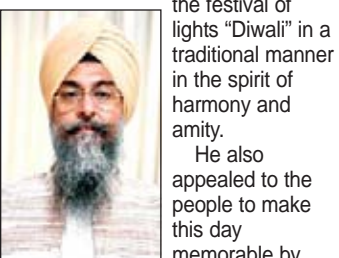 the festival of
lights “Diwali” in a
traditional manner
in the spirit of
harmony and
amity.
He also
appealed to the
people to make
this day
memorable by